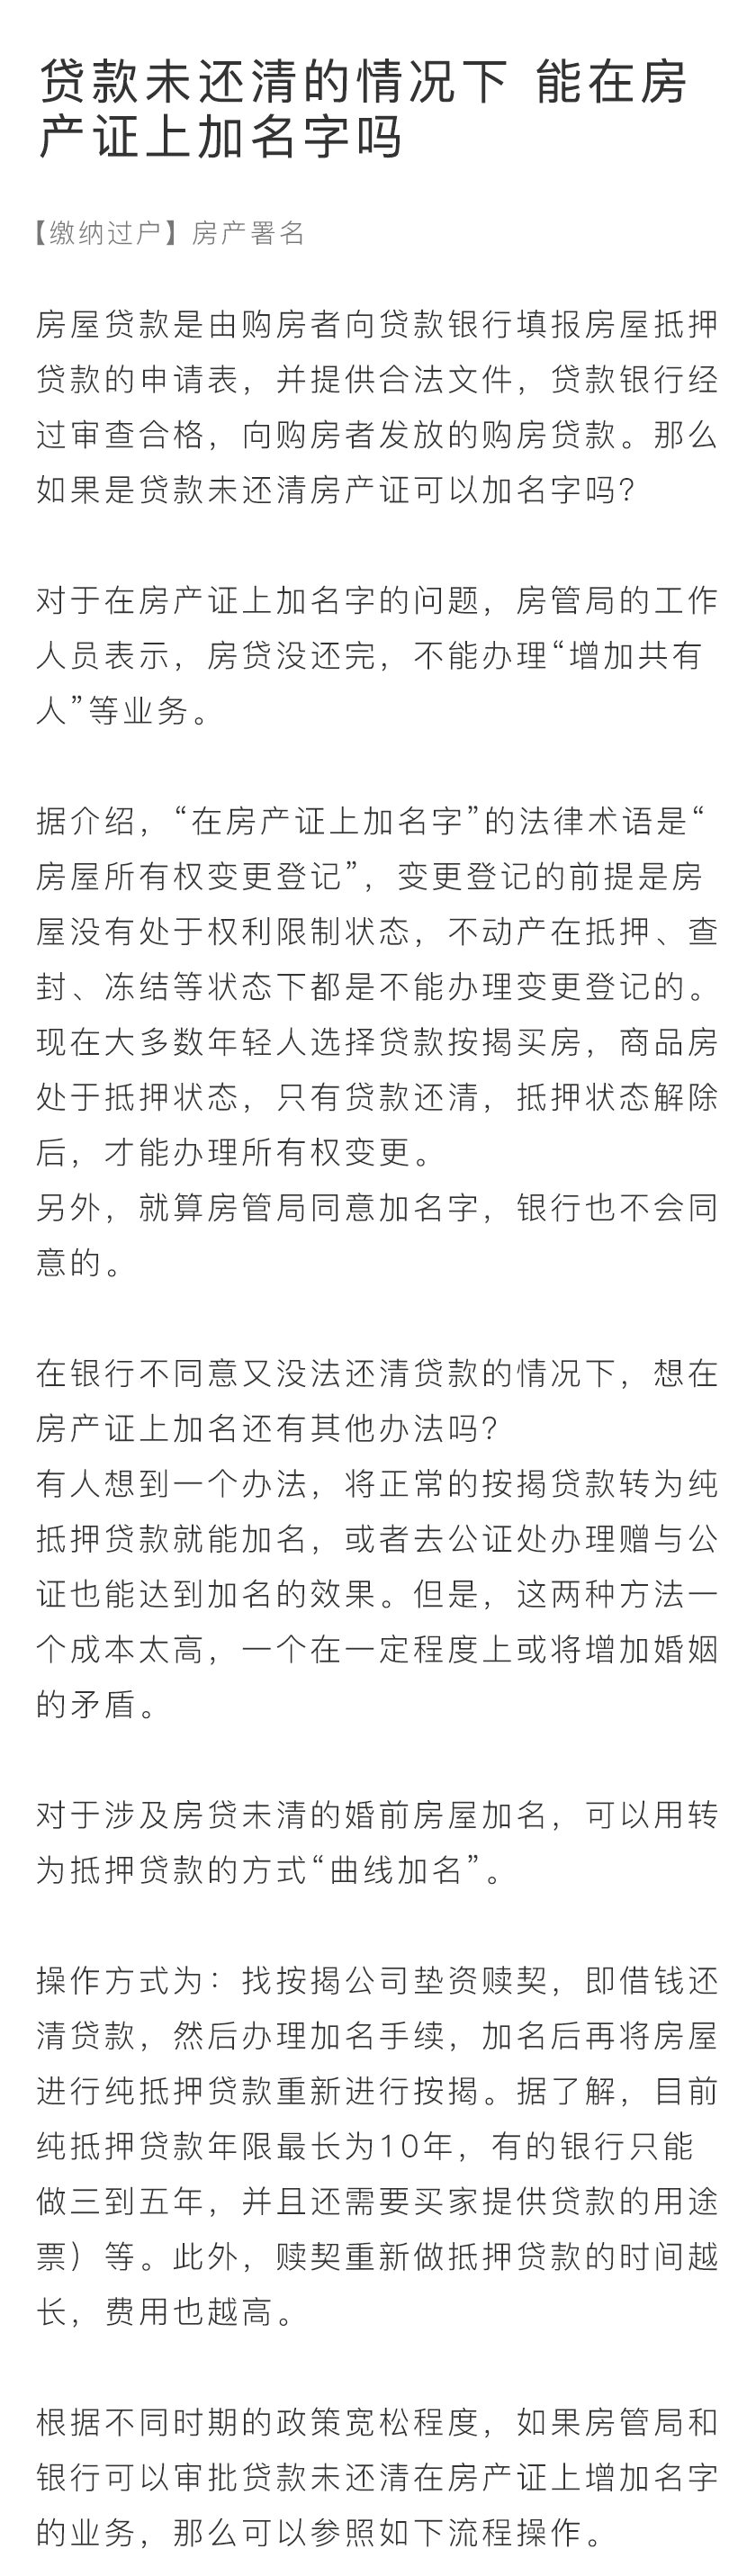 贷款未还清的情况下 能在房
产证上加名字吗
【缴纳过户】房产署名
房屋贷款是由购房者向贷款银行填报房屋抵押
贷款的申请表，并提供合法文件，贷款银行经
过审查合格，向购房者发放的购房贷款。那么
如果是贷款未还清房产证可以加名字吗？
对于在房产证上加名字的问题，房管局的工作
人员表示，房贷没还完，不能办理“增加共有
人”等业务。
据介绍，“在房产证上加名字”的法律术语是“
房屋所有权变更登记”，变更登记的前提是房
屋没有处于权利限制状态，不动产在抵押、查
封、冻结等状态下都是不能办理变更登记的。
现在大多数年轻人选择贷款按揭买房，商品房
处于抵押状态，只有贷款还清，抵押状态解除
后，才能办理所有权变更。
另外，就算房管局同意加名字，银行也不会同
意的。
在银行不同意又没法还清贷款的情况下，想在
房产证上加名还有其他办法吗？
有人想到一个办法，将正常的按揭贷款转为纯
抵押贷款就能加名，或者去公证处办理赠与公
证也能达到加名的效果。但是，这两种方法一
个成本太高，一个在一定程度上或将增加婚姻
的矛盾。
对于涉及房贷未清的婚前房屋加名，可以用转
为抵押贷款的方式“曲线加名”。
操作方式为：找按揭公司垫资赎契，即借钱还
清贷款，然后办理加名手续，加名后再将房屋
进行纯抵押贷款重新进行按揭。据了解，目前
纯抵押贷款年限最长为10年，有的银行只能
做三到五年，并且还需要买家提供贷款的用途
票）等。此外，赎契重新做抵押贷款的时间越
长，费用也越高。
根据不同时期的政策宽松程度，如果房管局和
银行可以审批贷款未还清在房产证上增加名字
的业务，那么可以参照如下流程操作。